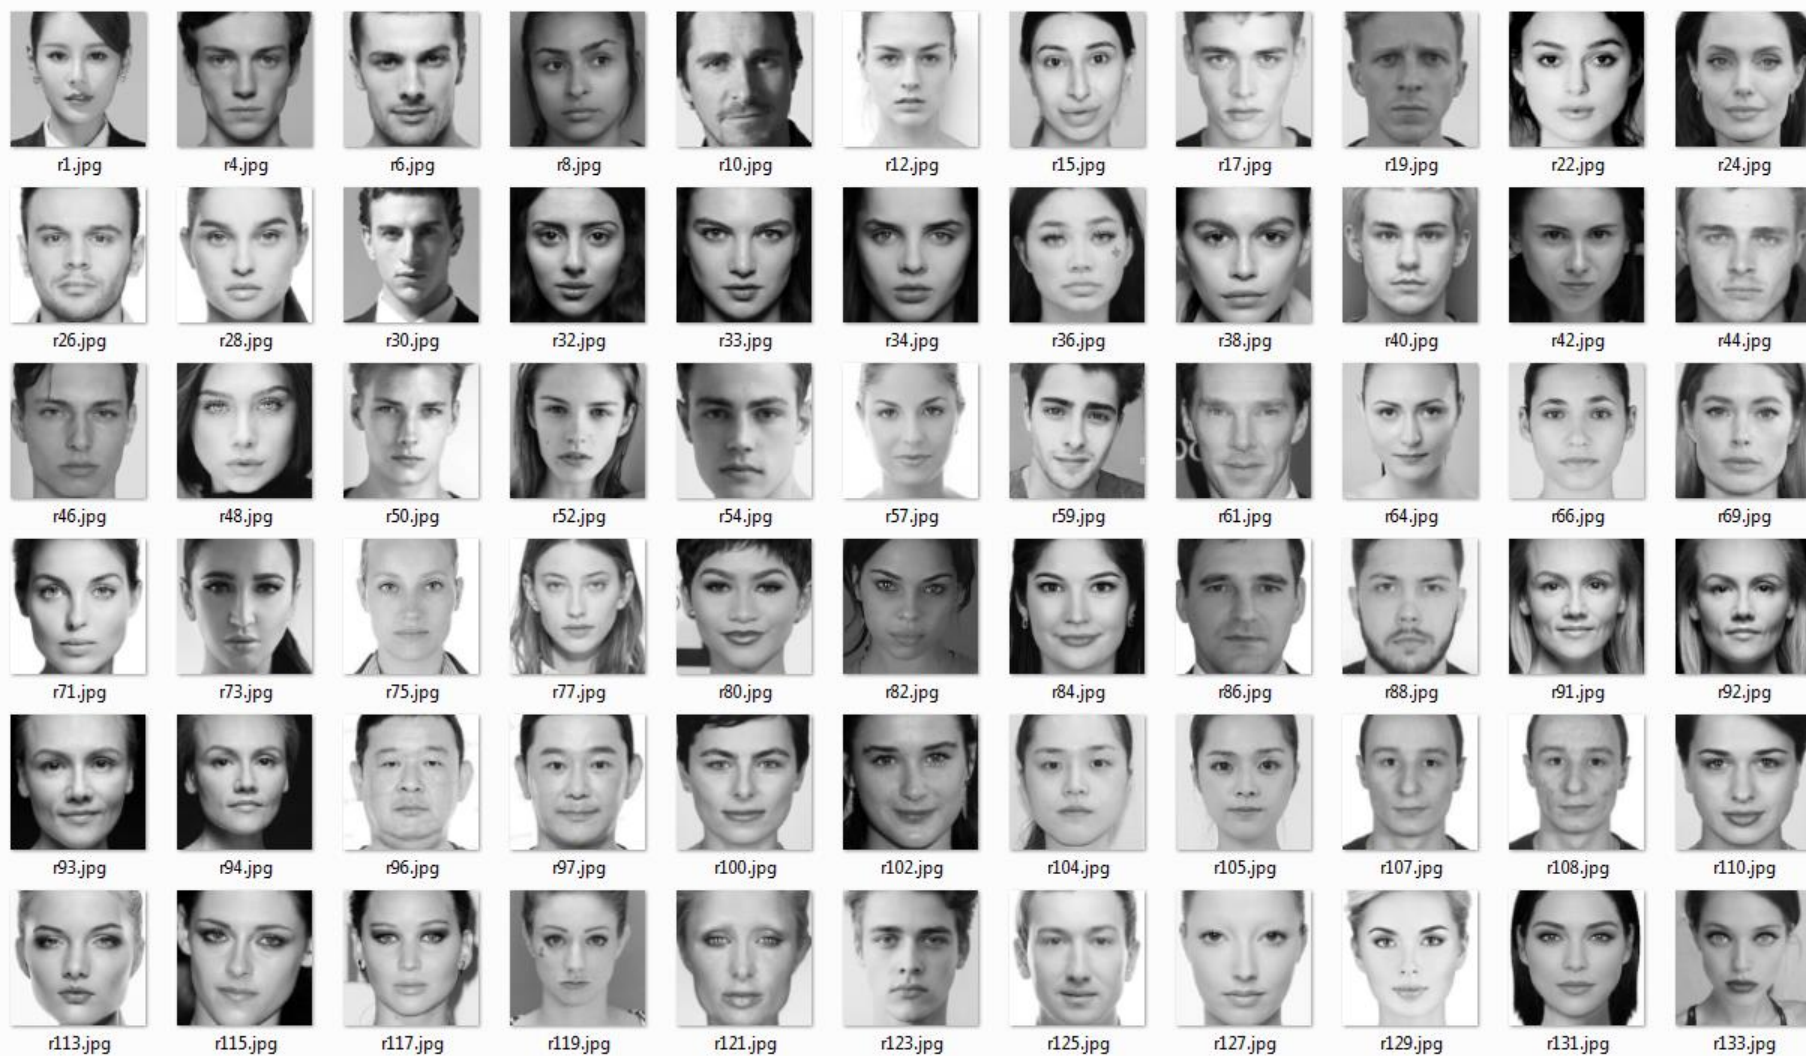 r1.jpg r4.jpg r6.jpg r8.jpg r10.jpg r12.jpg r15.jpg r17.jpg r19.jpg r22.jpg r24.jpg
r26.jpg r28.jpg r30.jpg r32.jpg r33.jpg r34.jpg r36.jpg r38.jpg r40.jpg r42.jpg r44.jpg
r46.jpg r48.jpg r50.jpg r52.jpg r54.jpg r57.jpg r59.jpg r61.jpg r64.jpg r66.jpg r69.jpg
r71.jpg r73.jpg r75.jpg r77.jpg r80.jpg r82.jpg r84.jpg r86.jpg r88.jpg r91.jpg r92.jpg
r93.jpg r94.jpg r96.jpg r97.jpg r100.jpg r102.jpg r104.jpg r105.jpg r107.jpg r108.jpg r110.jpg
r113.jpg r115.jpg r117.jpg r119.jpg r121.jpg r123.jpg r125.jpg r127.jpg r129.jpg r131.jpg r133.jpg